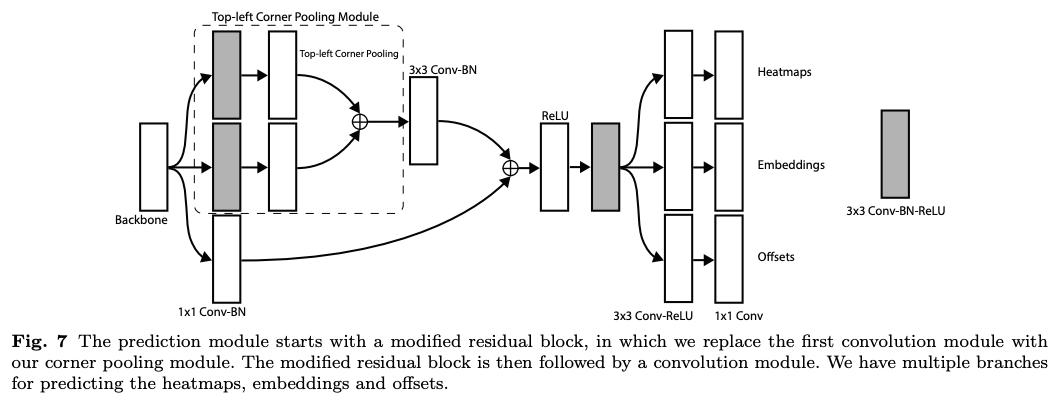 Top-left Corner Pooling Module
Top-left Corner Pooling
3x3 Conv-BN
ReLU
Heatmaps
Embeddings
Offsets
Backbone
1x1 Conv-BN
3x3 Conv-ReLU
1x1 Conv
3x3 Conv-BN-ReLU
Fig. 7 The prediction module starts with a modified residual block, in which we replace the first convolution module with
our corner pooling module. The modified residual block is then followed by a convolution module. We have multiple branches
for predicting the heatmaps, embeddings and offsets.